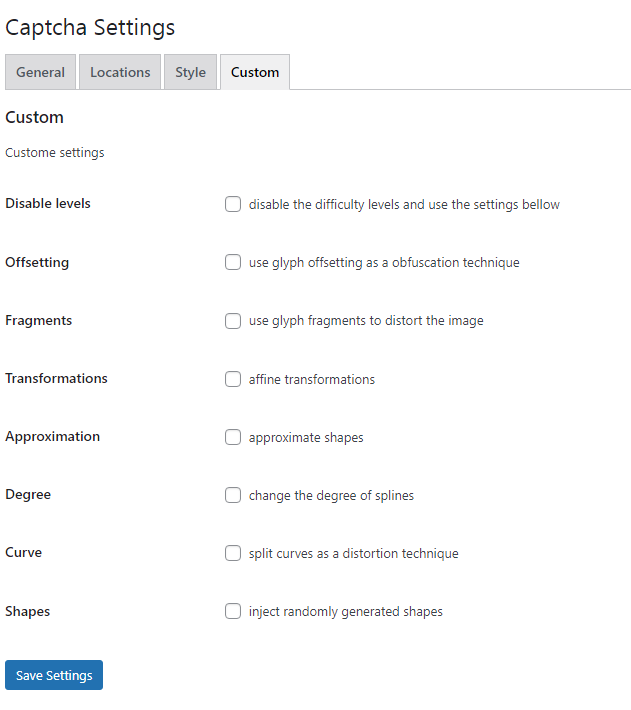 Captcha Settings
General Locations Style Custom
Custom
Custome settings
Disable levels disable the difficulty levels and use the settings bellow
Offsetting use glyph offsetting as a obfuscation technique
Fragments use glyph fragments to distort the image
Transformations affine transformations
Approximation approximate shapes
Degree change the degree of splines
Curve split curves as a distortion technique
Shapes inject randomly generated shapes
Save Settings